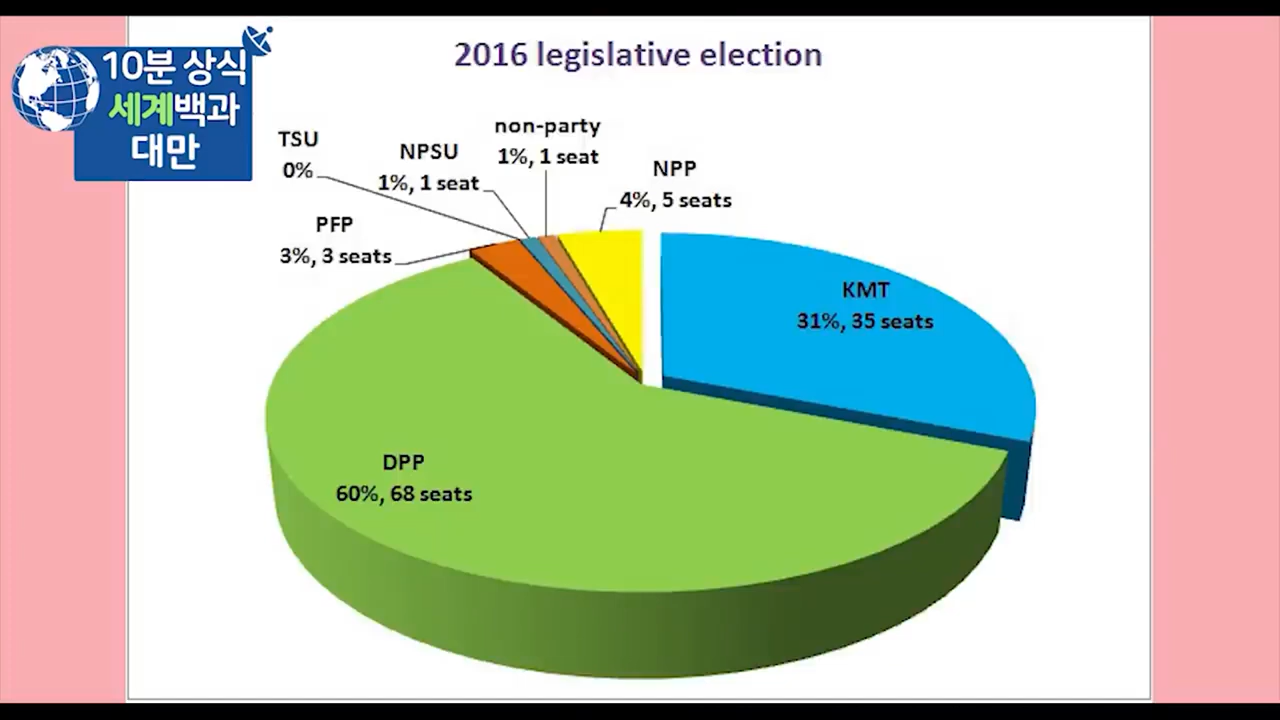 10분 상식
세계백과
대만
2016 legislative election
TSU
0%
NPSU
1%, 1 seat
non-party
1%, 1 seat
NPP
4%, 5 seats
PFP
3%, 3 seats
KMT
31%, 35 seats
DPP
60%, 68 seats